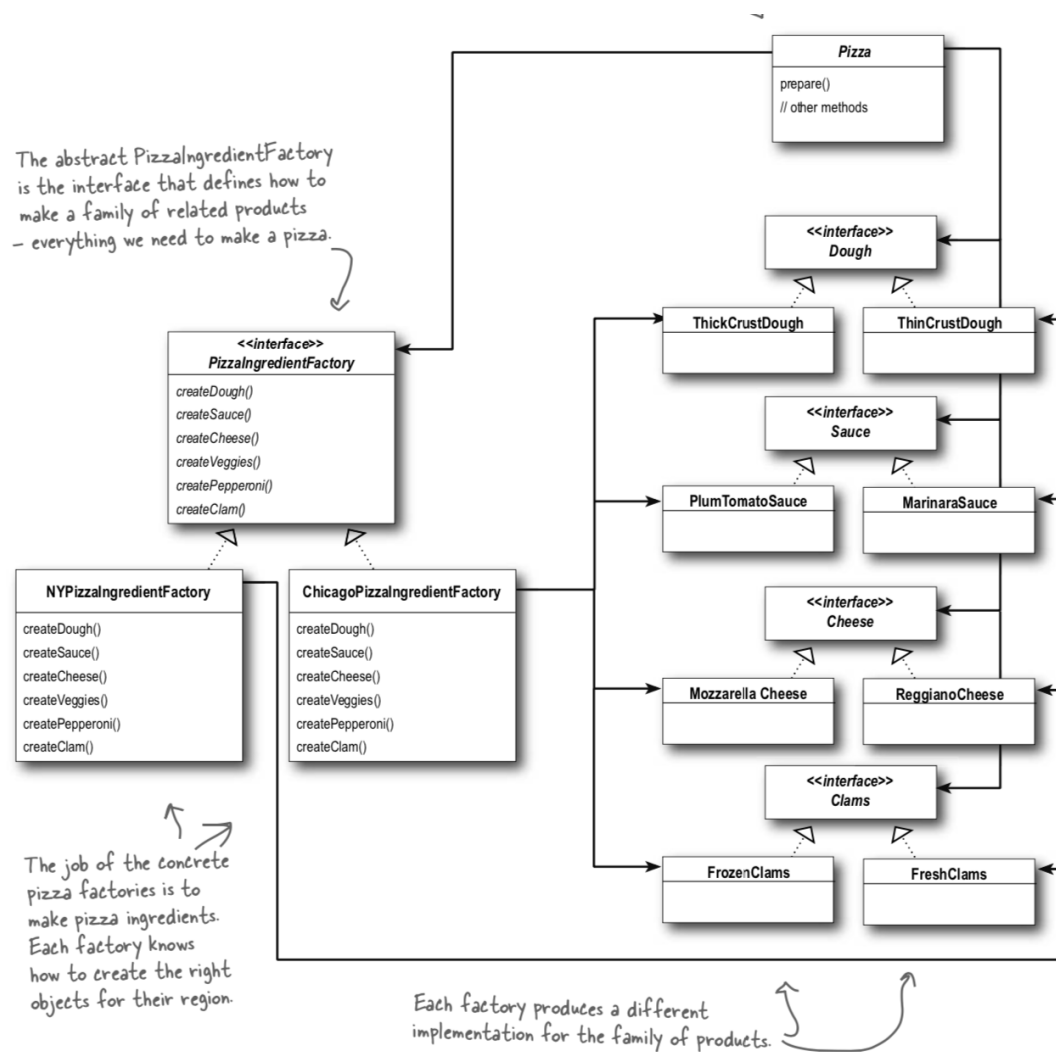 Pizza
prepare()
// other methods
The abstract PizzaIngredientFactory
is the interface that defines how to
make a family of related products
– everything we need to make a pizza.
<<interface>>
Dough
ThickCrustDough
ThinCrustDough
<<interface>>
PizzaIngredientFactory
createDough()
createSauce()
createCheese()
createVeggies()
createPepperoni()
createClam()
<<interface>>
Sauce
PlumTomatoSauce
MarinaraSauce
NYPizzaIngredientFactory
createDough()
createSauce()
createCheese()
createVeggies()
createPepperoni()
createClam()
ChicagoPizzaIngredientFactory
createDough()
createSauce()
createCheese()
createVeggies()
createPepperoni()
createClam()
<<interface>>
Cheese
Mozzarella Cheese
ReggianoCheese
<<interface>>
Clams
FrozenClams
FreshClams
The job of the concrete
pizza factories is to
make pizza ingredients.
Each factory knows
how to create the right
objects for their region.
Each factory produces a different
implementation for the family of products.